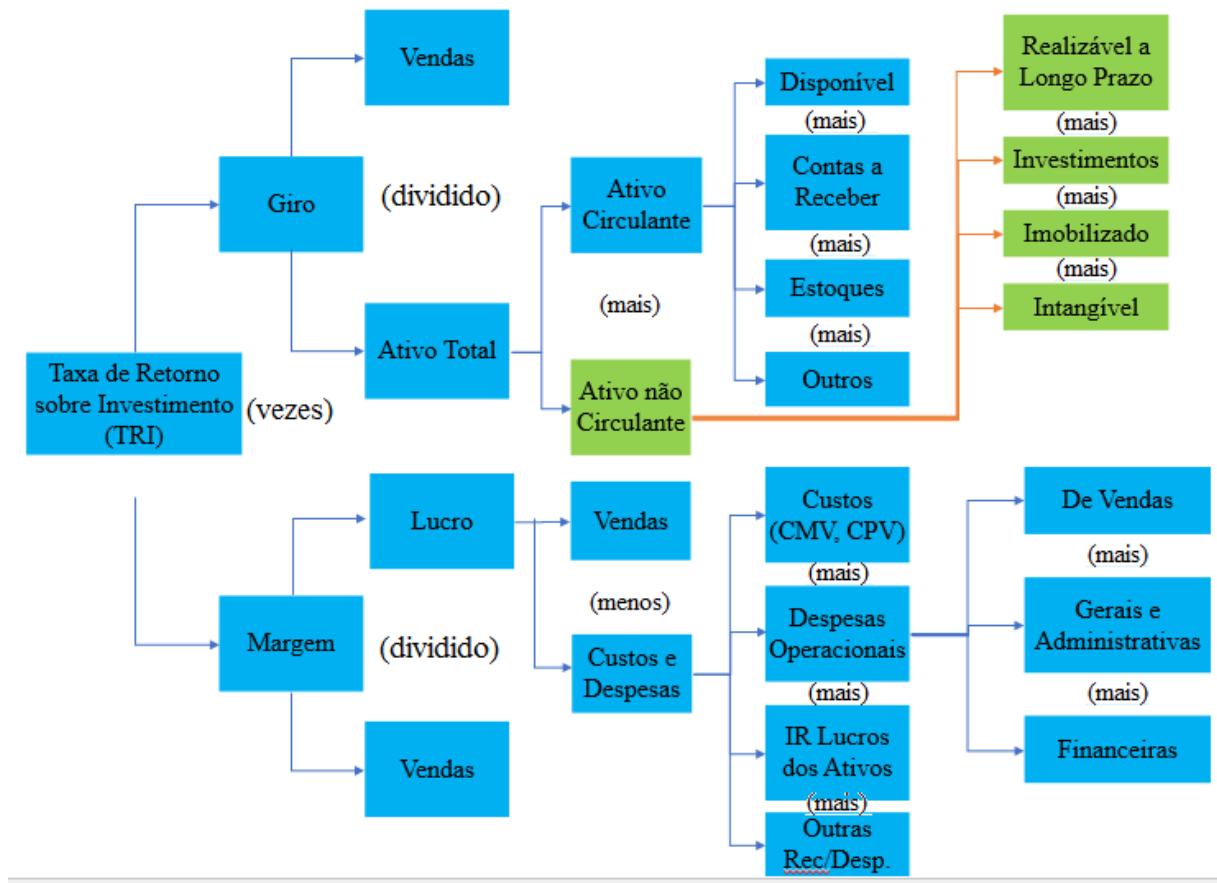 Vendas
Giro
(dividido)
Ativo Total
Taxa de Retorno
sobre Investimento
(TRI)
(vezes)
Ativo
Circulante
(mais)
Ativo não
Circulante
Disponível
(mais)
Contas a
Receber
(mais)
Estoques
(mais)
Outros
Realizável a
Longo Prazo
(mais)
Investimentos
(mais)
Imobilizado
(mais)
Intangível
Lucro
Margem
(dividido)
Vendas
Vendas
(menos)
Custos e
Despesas
Custos
(CMV, CPV)
(mais)
Despesas
Operacionais
(mais)
IR Lucros
dos Ativos
(mais)
Outras
Rec/Desp.
De Vendas
(mais)
Gerais e
Administrativas
(mais)
Financeiras